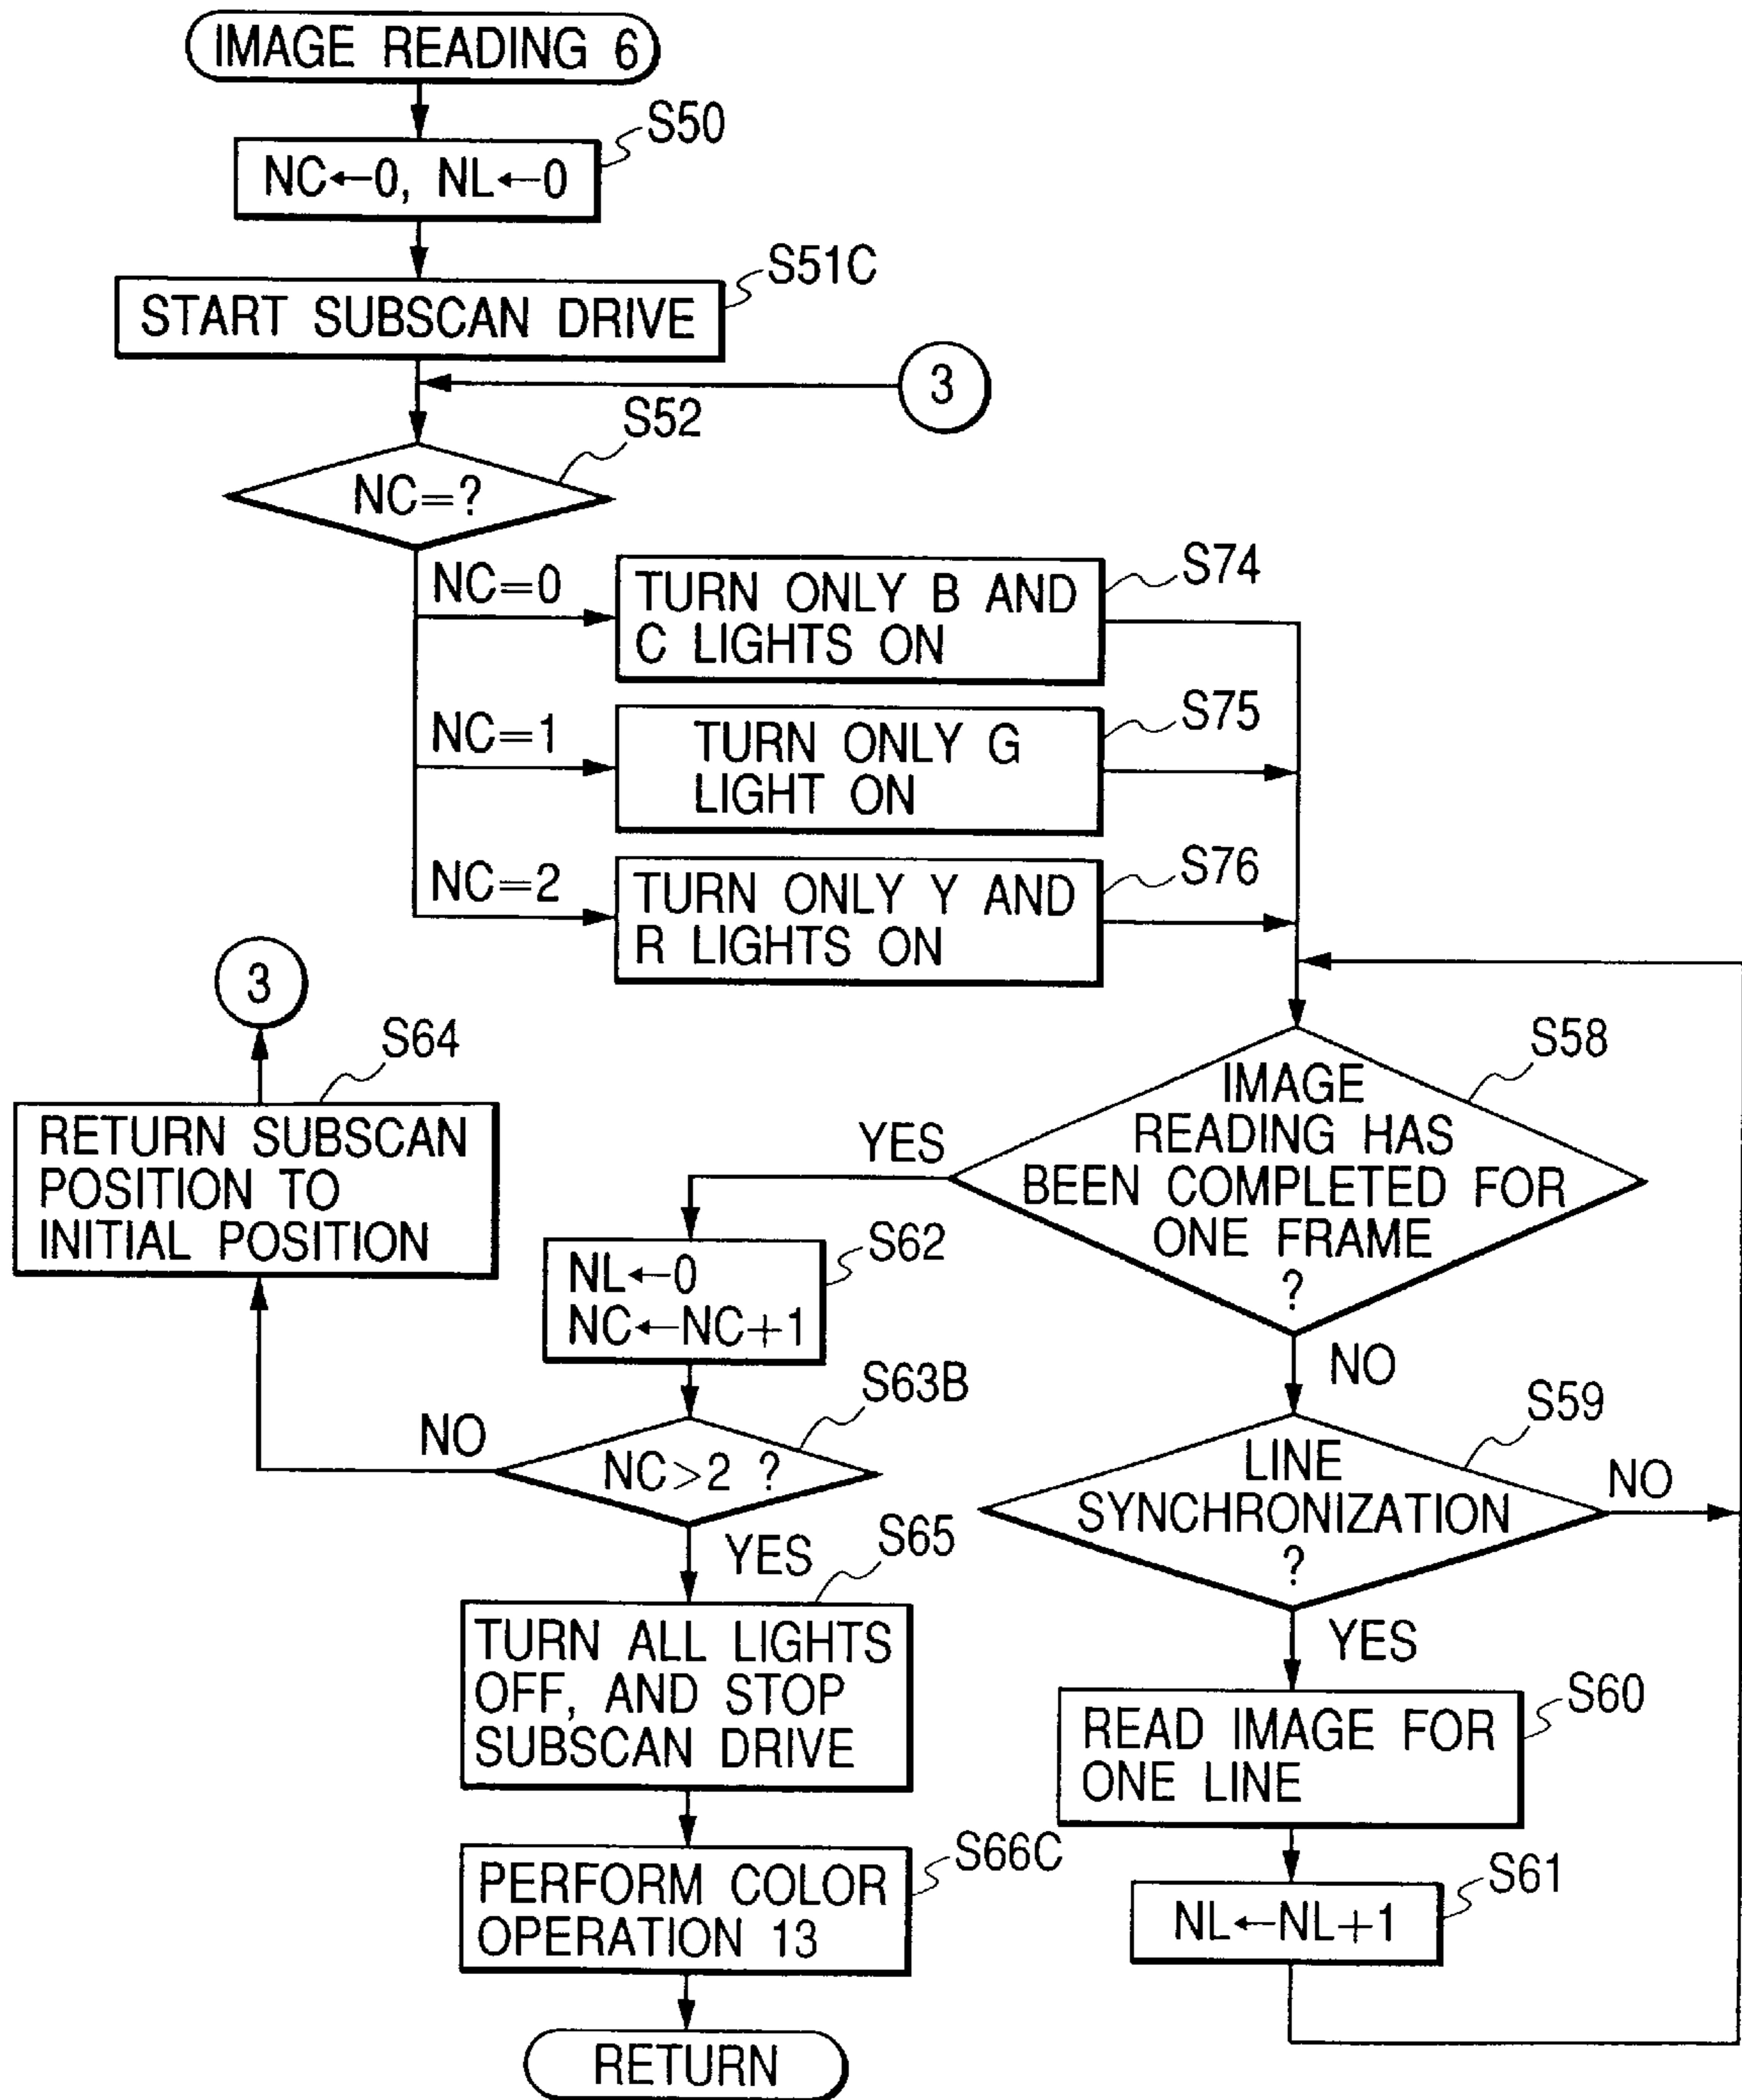 IMAGE READING 6
S50
NC←0, NL←0
S51C
START SUBSCAN DRIVE
3
S52
NC=?
NC=0
TURN ONLY B AND
C LIGHTS ON
S74
NC=1
TURN ONLY G
LIGHT ON
S75
NC=2
TURN ONLY Y AND
R LIGHTS ON
S76
3
S64
RETURN SUBSCAN
POSITION TO
INITIAL POSITION
S58
IMAGE
READING HAS
BEEN COMPLETED FOR
ONE FRAME
?
YES
NO
S62
NL←0
NC←NC+1
S63B
NC>2 ?
NO
YES
S59
LINE
SYNCHRONIZATION
?
NO
YES
S65
TURN ALL LIGHTS
OFF, AND STOP
SUBSCAN DRIVE
S60
READ IMAGE FOR
ONE LINE
S66C
PERFORM COLOR
OPERATION 13
S61
NL←NL+1
RETURN